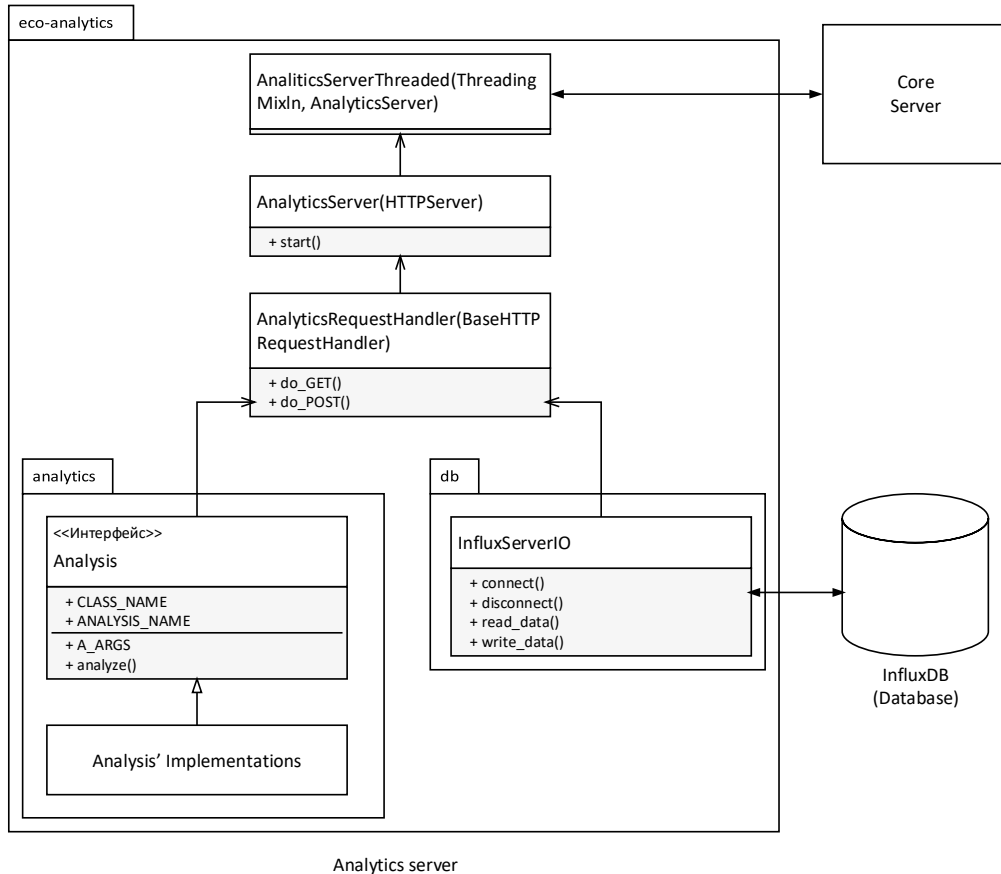 eco-analytics
AnaliticsServerThreaded(Threading
MixIn, AnalyticsServer)
Core
Server
AnalyticsServer(HTTPServer)
+ start()
AnalyticsRequestHandler(BaseHTTP
RequestHandler)
+ do_GET()
+ do_POST()
analytics
<<Интерфейс>>
Analysis
+ CLASS_NAME
+ ANALYSIS_NAME
+ A_ARGS
+ analyze()
Analysis’ Implementations
db
InfluxServerIO
+ connect()
+ disconnect()
+ read_data()
+ write_data()
InfluxDB
(Database)
Analytics server